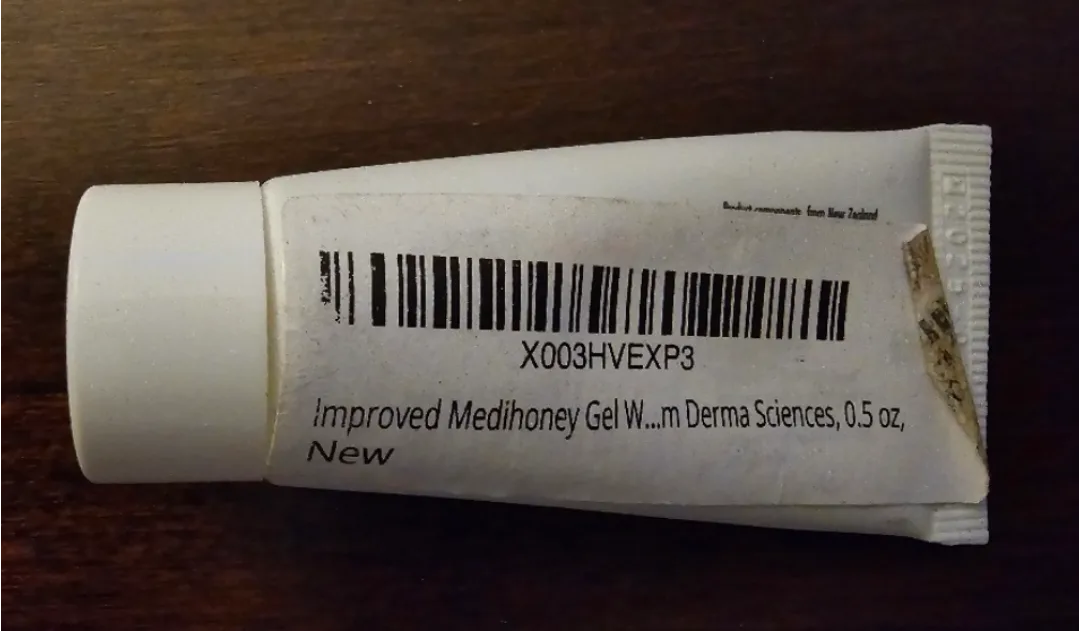 Product components from New Zealand
X003HVEXP3
Improved Medihoney Gel W...m Derma Sciences, 0.5 oz,
New